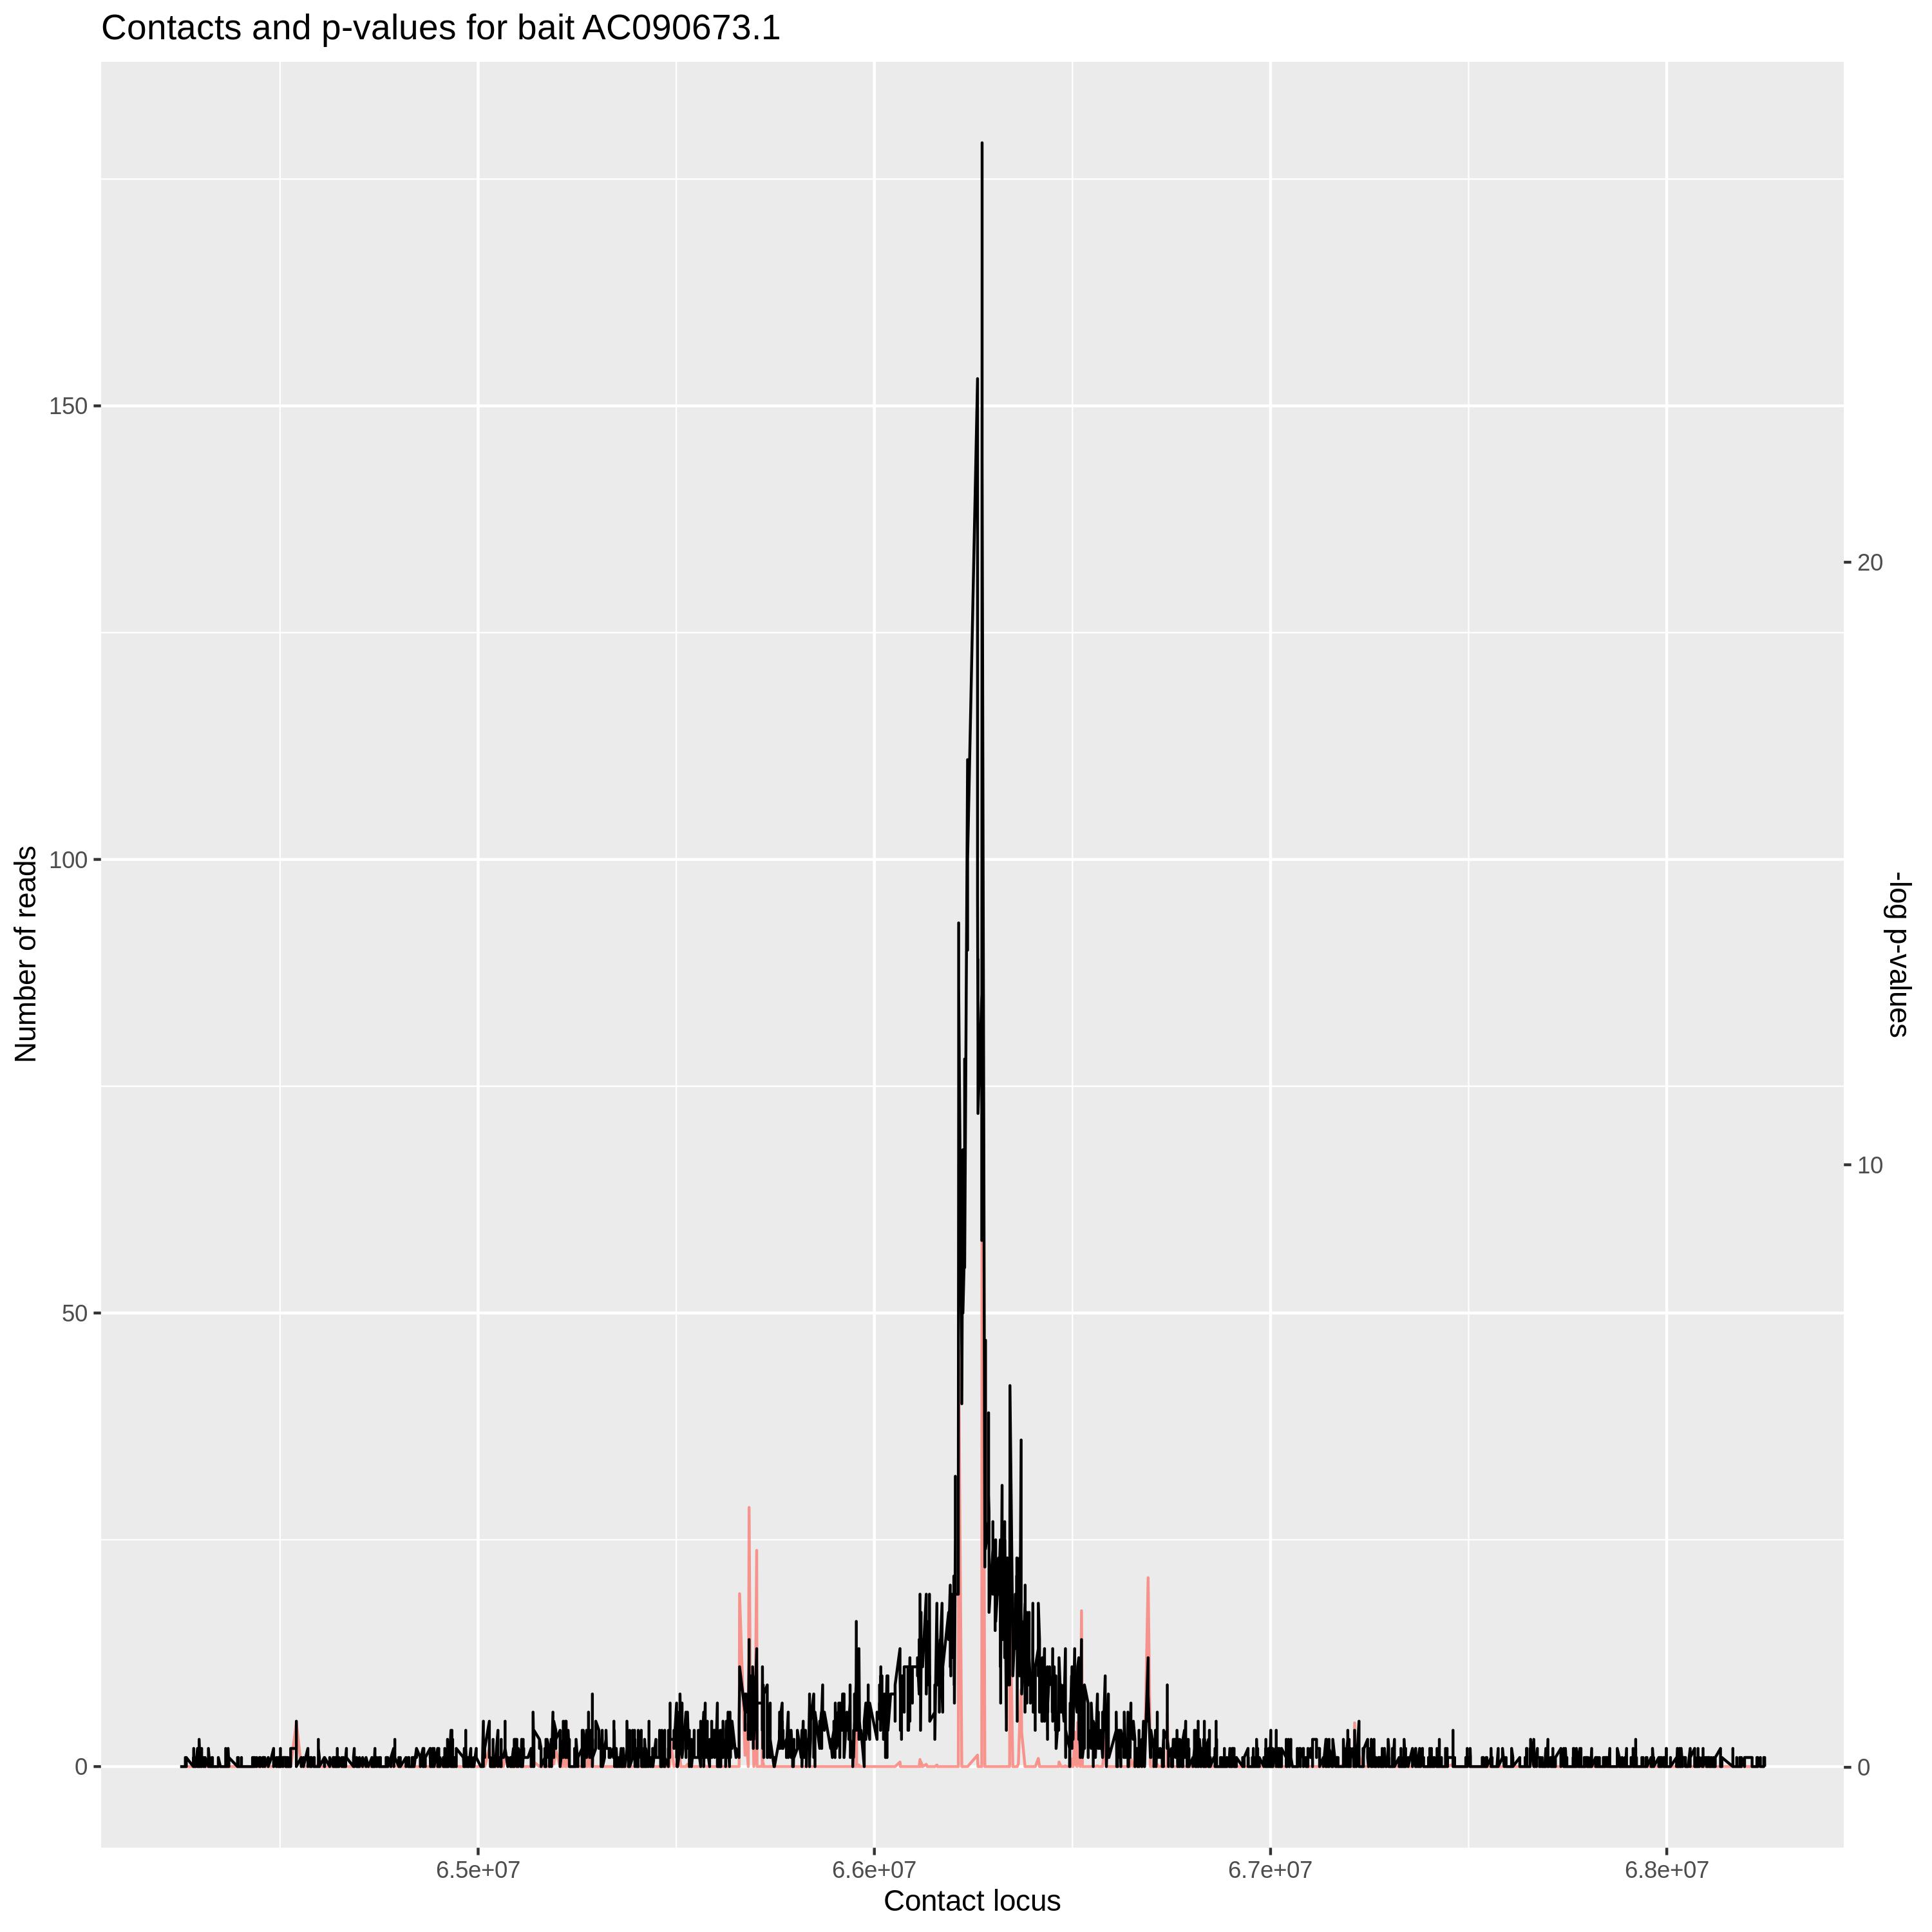 Contacts and p-values for bait AC090673.1
Number of reads
150
100
50
0
20
10
0
-log p-values
6.5e+07 6.6e+07 6.7e+07 6.8e+07
Contact locus